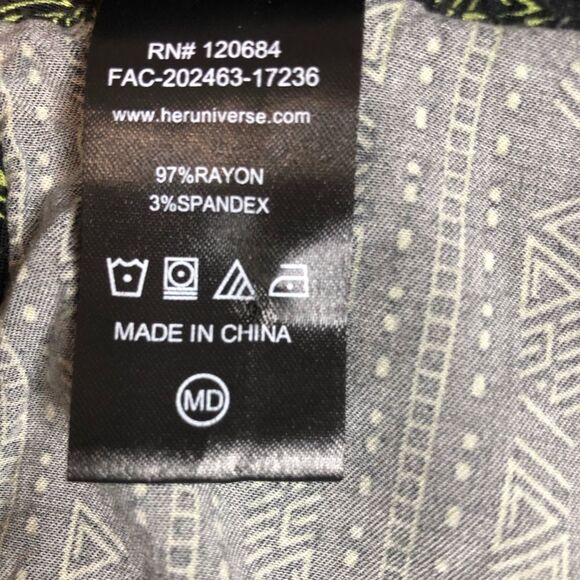 RN# 120684
FAC-202463-17236
www.heruniverse.com
97%RAYON
3%SPANDEX
MADE IN CHINA
MD